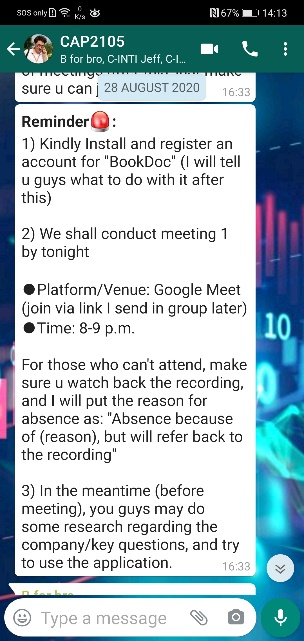 SOS only 0 K/s N 67% 14:13
CAP2105
B for bro, C-INTI Jeff, C-I...
sure u can j 28 AUGUST 2020
16:33
Reminder🚨:
1) Kindly Install and register an
account for "BookDoc" (I will tell
u guys what to do with it after
this)
2) We shall conduct meeting 1
by tonight
●Platform/Venue: Google Meet
(join via link I send in group later)
●Time: 8-9 p.m.
For those who can't attend, make
sure u watch back the recording,
and I will put the reason for
absence as: "Absence because
of (reason), but will refer back to
the recording"
3) In the meantime (before
meeting), you guys may do
some research regarding the
company/key questions, and try
to use the application.
16:33
B for bro
Type a message
10